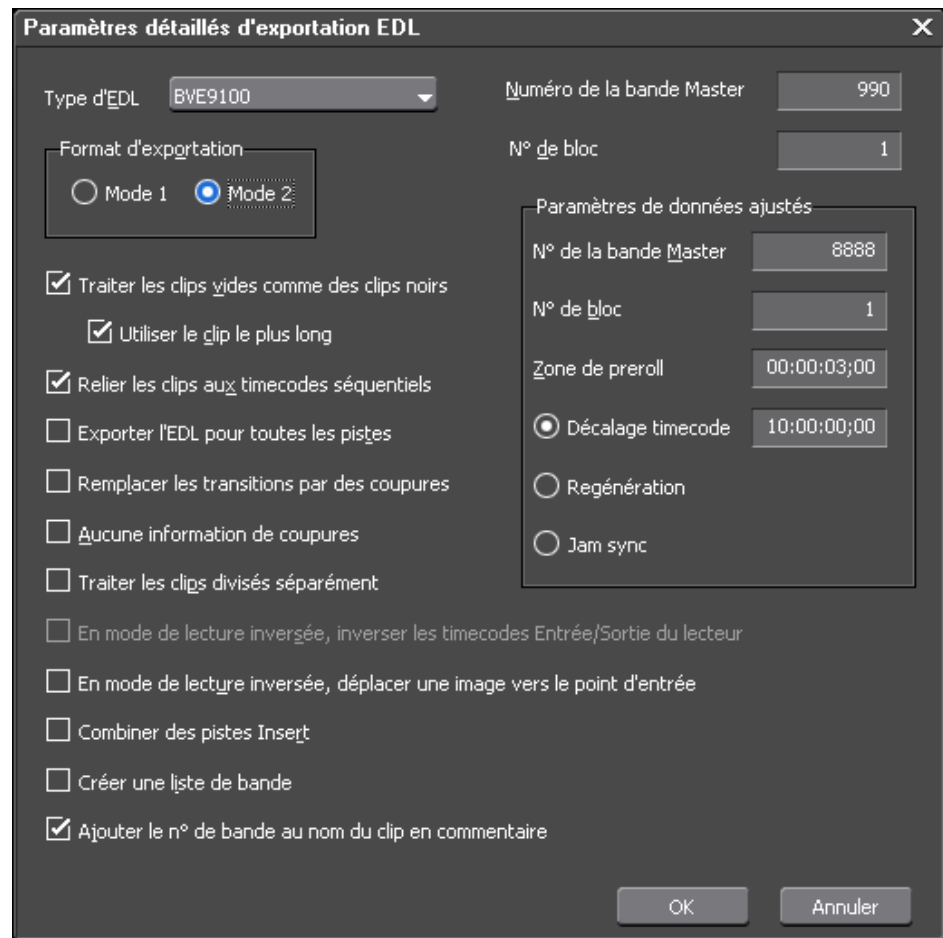 Paramètres détaillés d'exportation EDL
Type d'EDL BVE9100
Numéro de la bande Master 990
Format d'exportation
Mode 1 Mode 2
N° de bloc 1
Paramètres de données ajustés
N° de la bande Master 8888
N° de bloc 1
Zone de preroll 00:00:03;00
Décalage timecode 10:00:00;00
Regénération
Jam sync
Traiter les clips vides comme des clips noirs
Utiliser le clip le plus long
Relier les clips aux timecodes séquentiels
Exporter l'EDL pour toutes les pistes
Remplacer les transitions par des coupures
Aucune information de coupures
Traiter les clips divisés séparément
En mode de lecture inversée, inverser les timecodes Entrée/Sortie du lecteur
En mode de lecture inversée, déplacer une image vers le point d'entrée
Combiner des pistes Insert
Créer une liste de bande
Ajouter le n° de bande au nom du clip en commentaire
OK Annuler